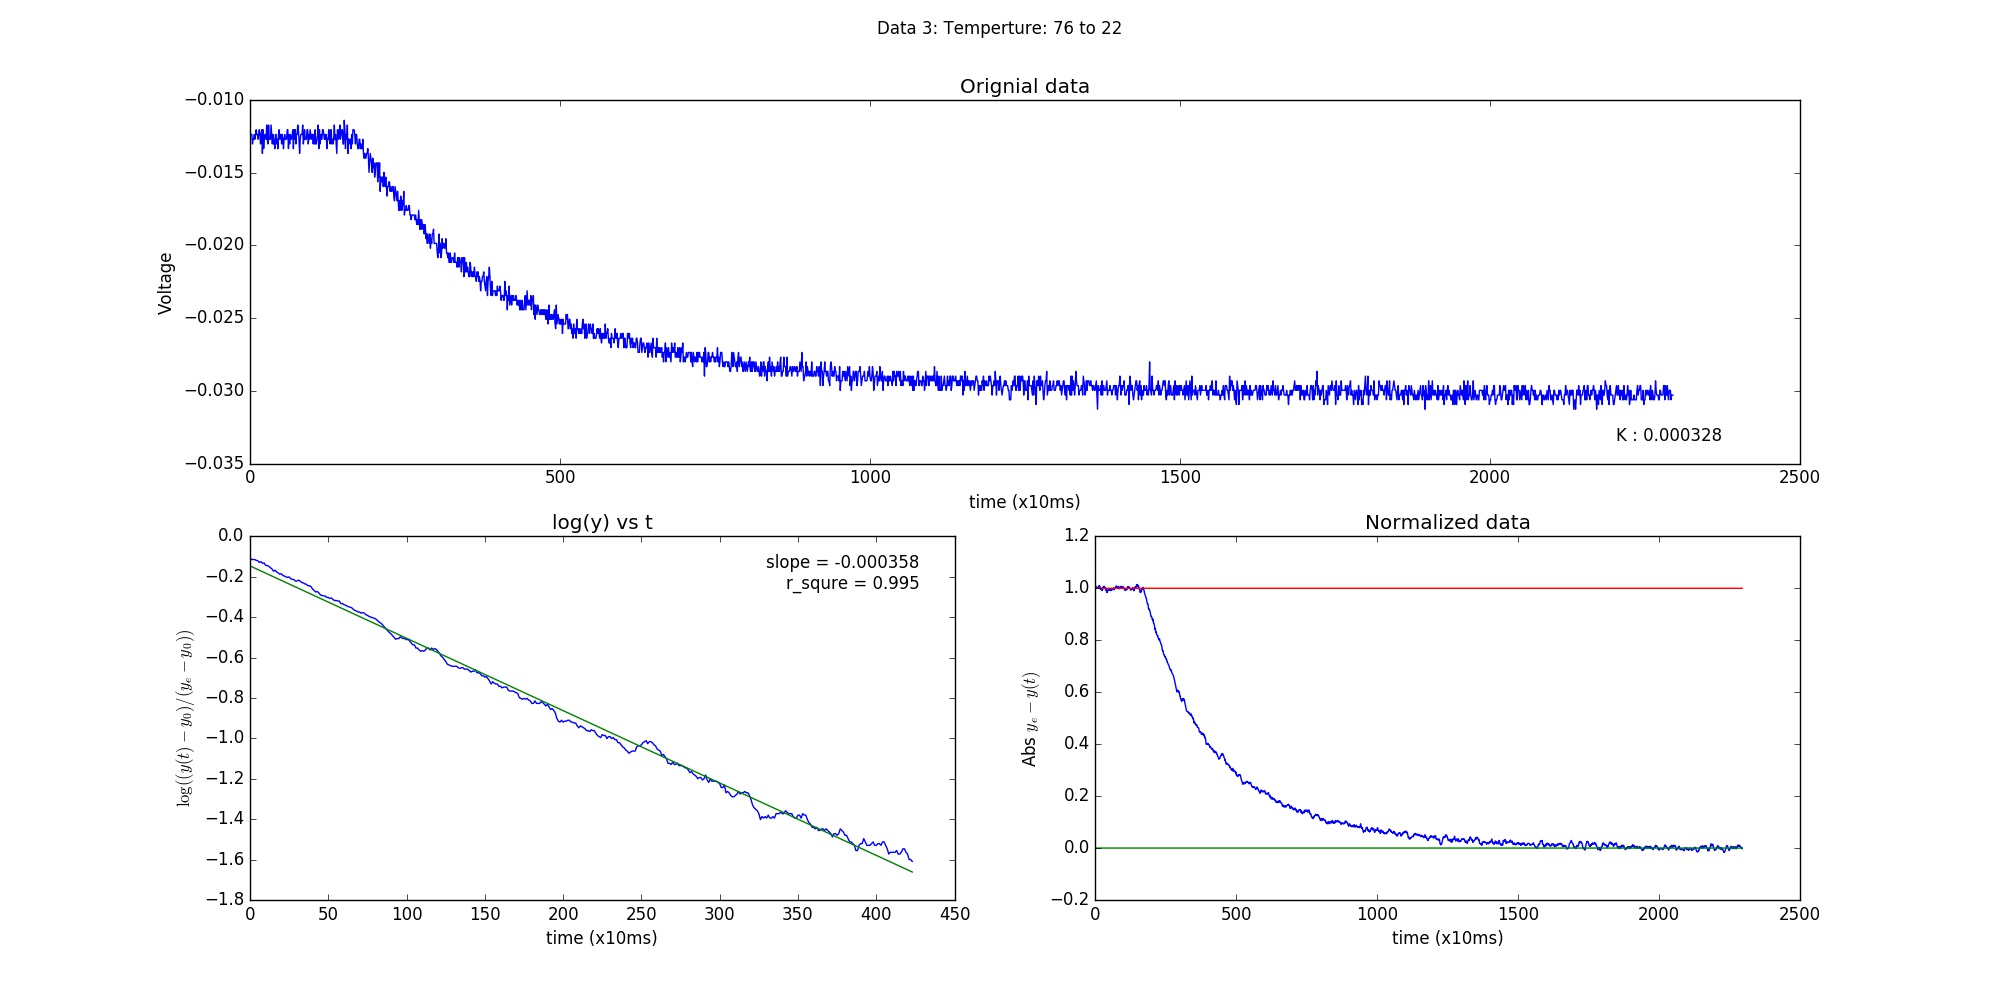 Data 3: Temperture: 76 to 22
Orignial data
−0.010
−0.015
−0.020
−0.025
−0.030
−0.035
Voltage
K : 0.000328
0 500 1000 1500 2000 2500
time (x10ms)
log(y) vs t
0.0
−0.2
−0.4
−0.6
−0.8
−1.0
−1.2
−1.4
−1.6
−1.8
log((y(t) − y₀)/(yₑ − y₀))
slope = -0.000358
r_squre = 0.995
0 50 100 150 200 250 300 350 400 450
time (x10ms)
Normalized data
1.2
1.0
0.8
0.6
0.4
0.2
0.0
−0.2
Abs yₑ − y(t)
0 500 1000 1500 2000 2500
time (x10ms)